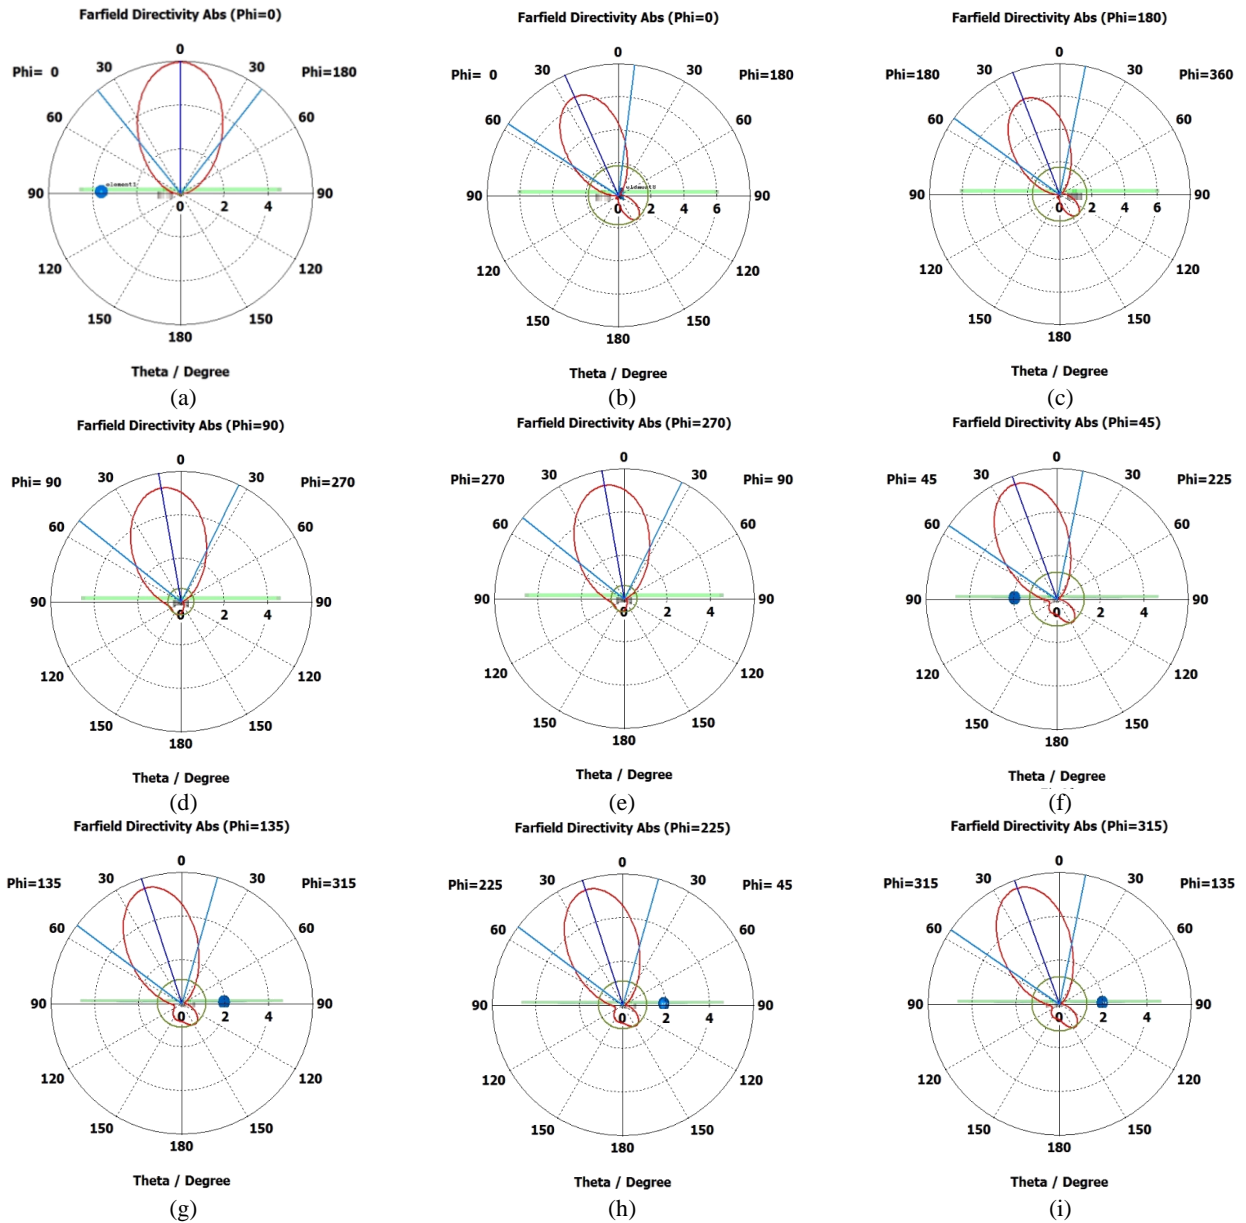 Farfield Directivity Abs (Phi=0)
0
Phi= 0 30 30 Phi=180
60 60
element1
90 90
0 2 4
120 120
150 150
180
Theta / Degree
(a)
Farfield Directivity Abs (Phi=0)
0
Phi= 0 30 30 Phi=180
60 60
90 90
0 2 4 6
120 120
150 150
180
Theta / Degree
(b)
Farfield Directivity Abs (Phi=180)
0
Phi=180 30 30 Phi=360
60 60
90 90
0 2 4 6
120 120
150 150
180
Theta / Degree
(c)
Farfield Directivity Abs (Phi=90)
0
Phi= 90 30 30 Phi=270
60 60
90 90
0 2 4
120 120
150 150
180
Theta / Degree
(d)
Farfield Directivity Abs (Phi=270)
0
Phi=270 30 30 Phi= 90
60 60
90 90
0 2 4
120 120
150 150
180
Theta / Degree
(e)
Farfield Directivity Abs (Phi=45)
0
Phi= 45 30 30 Phi=225
60 60
90 90
0 2 4
120 120
150 150
180
Theta / Degree
(f)
Farfield Directivity Abs (Phi=135)
0
Phi=135 30 30 Phi=315
60 60
90 90
0 2 4
120 120
150 150
180
Theta / Degree
(g)
Farfield Directivity Abs (Phi=225)
0
Phi=225 30 30 Phi= 45
60 60
90 90
0 2 4
120 120
150 150
180
Theta / Degree
(h)
Farfield Directivity Abs (Phi=315)
0
Phi=315 30 30 Phi=135
60 60
90 90
0 2 4
120 120
150 150
180
Theta / Degree
(i)